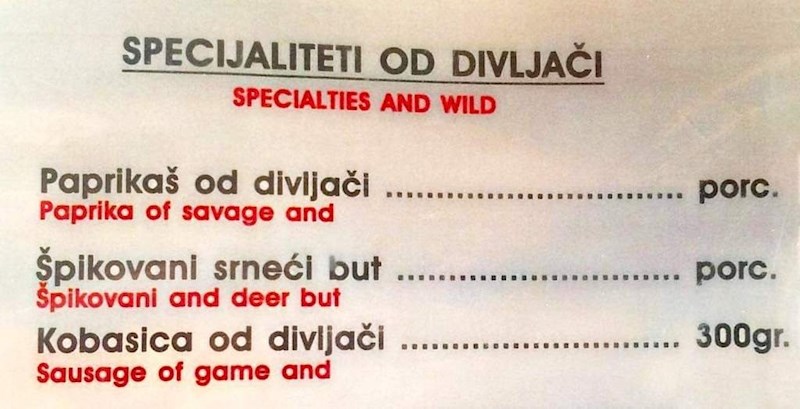 SPECIJALITETI OD DIVLJAČI
SPECIALTIES AND WILD
Paprikaš od divljači ................................ porc.
Paprika of savage and
Špikovani srneći but ............................... porc.
Špikovani and deer but
Kobasica od divljači .............................. 300gr.
Sausage of game and